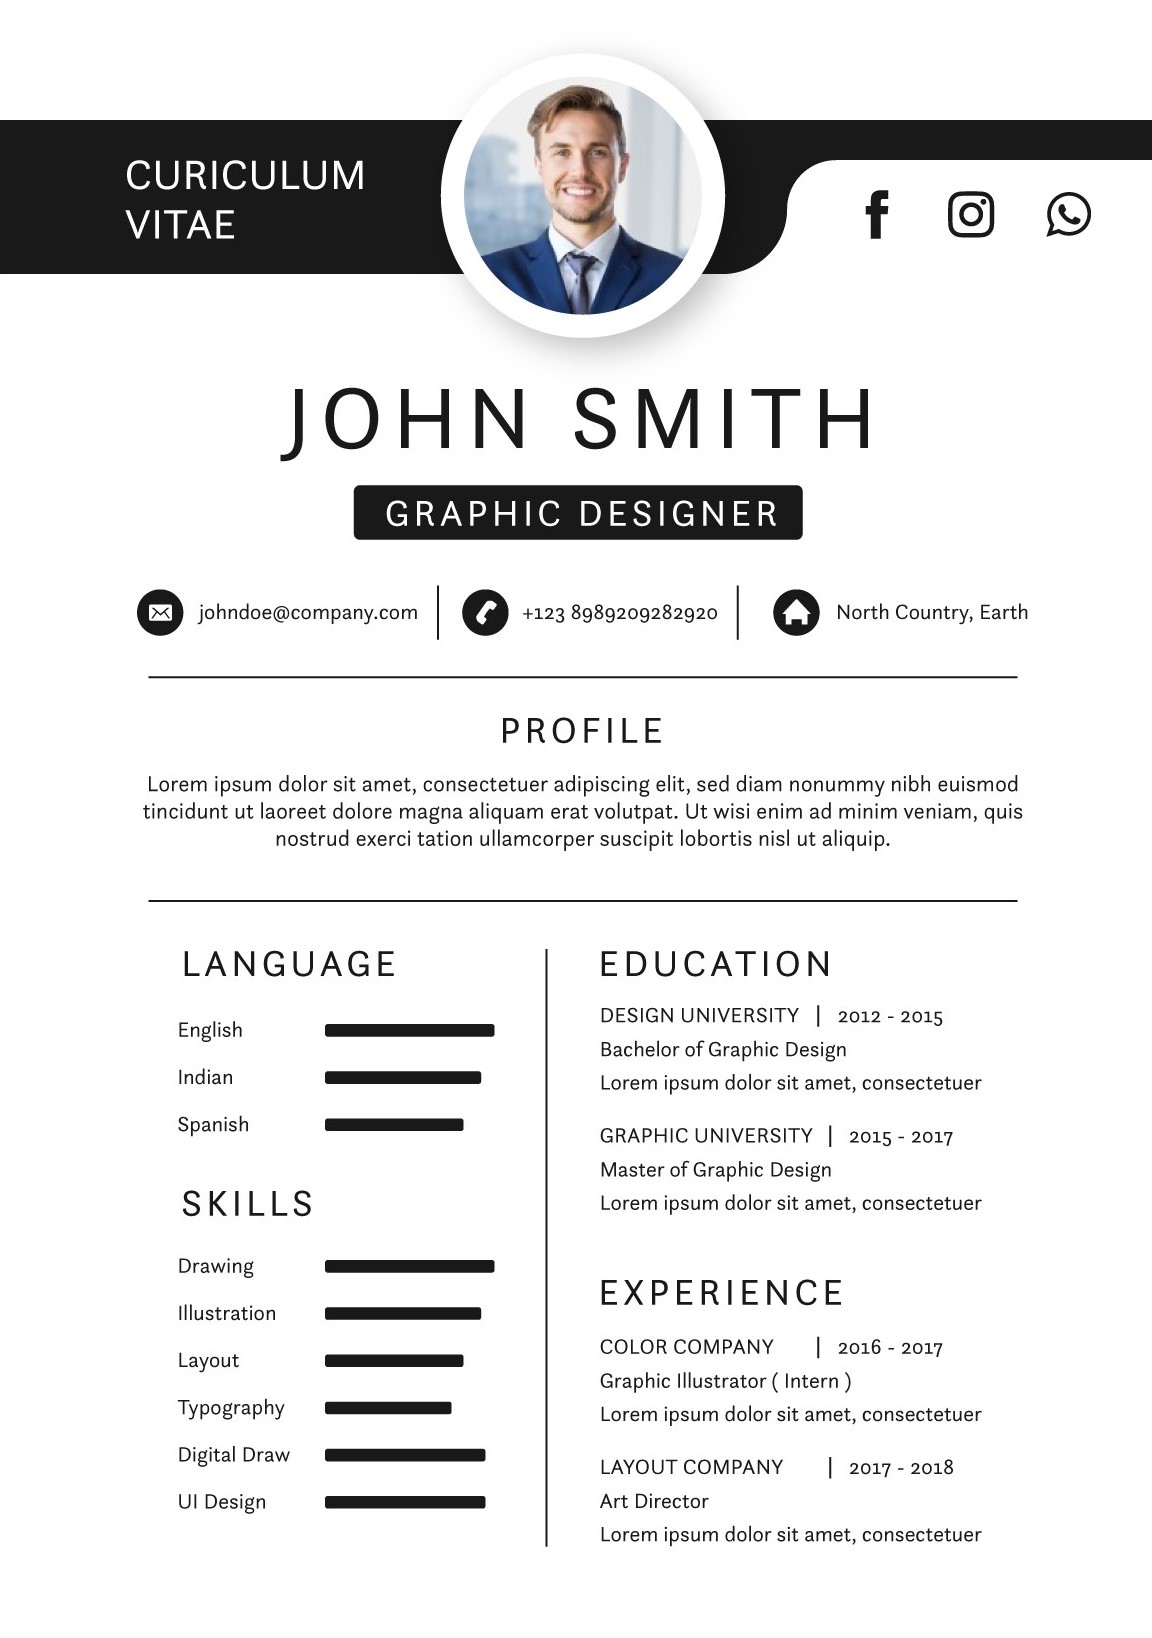 CURICULUM
VITAE
JOHN SMITH
GRAPHIC DESIGNER
johndoe@company.com
+123 8989209282920
North Country, Earth
PROFILE
Lorem ipsum dolor sit amet, consectetuer adipiscing elit, sed diam nonummy nibh euismod
tincidunt ut laoreet dolore magna aliquam erat volutpat. Ut wisi enim ad minim veniam, quis
nostrud exerci tation ullamcorper suscipit lobortis nisl ut aliquip.
LANGUAGE
English
Indian
Spanish
SKILLS
Drawing
Illustration
Layout
Typography
Digital Draw
UI Design
EDUCATION
DESIGN UNIVERSITY | 2012 - 2015
Bachelor of Graphic Design
Lorem ipsum dolor sit amet, consectetuer
GRAPHIC UNIVERSITY | 2015 - 2017
Master of Graphic Design
Lorem ipsum dolor sit amet, consectetuer
EXPERIENCE
COLOR COMPANY | 2016 - 2017
Graphic Illustrator ( Intern )
Lorem ipsum dolor sit amet, consectetuer
LAYOUT COMPANY | 2017 - 2018
Art Director
Lorem ipsum dolor sit amet, consectetuer